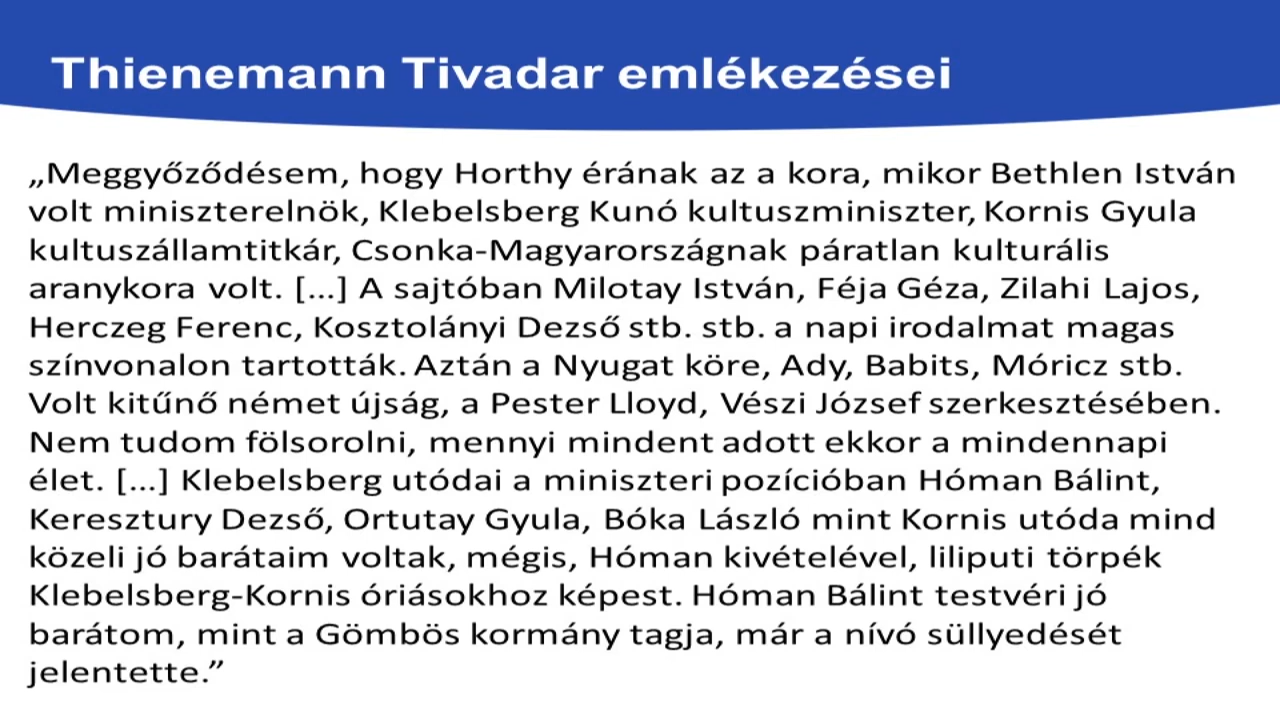 Thienemann Tivadar emlékezései
„Meggyőződésem, hogy Horthy érának az a kora, mikor Bethlen István
volt miniszterelnök, Klebelsberg Kunó kultuszminiszter, Kornis Gyula
kultuszállamtitkár, Csonka-Magyarországnak páratlan kulturális
aranykora volt. [...] A sajtóban Milotay István, Féja Géza, Zilahi Lajos,
Herczeg Ferenc, Kosztolányi Dezső stb. stb. a napi irodalmat magas
színvonalon tartották. Aztán a Nyugat köre, Ady, Babits, Móricz stb.
Volt kitűnő német újság, a Pester Lloyd, Vészi József szerkesztésében.
Nem tudom fölsorolni, mennyi mindent adott ekkor a mindennapi
élet. [...] Klebelsberg utódai a miniszteri pozícióban Hóman Bálint,
Keresztury Dezső, Ortutay Gyula, Bóka László mint Kornis utóda mind
közeli jó barátaim voltak, mégis, Hóman kivételével, liliputi törpék
Klebelsberg-Kornis óriásokhoz képest. Hóman Bálint testvéri jó
barátom, mint a Gömbös kormány tagja, már a nívó süllyedését
jelentette.”